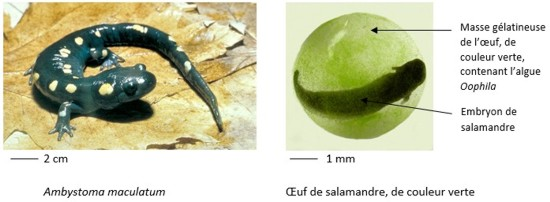 Masse gélatineuse
de l’œuf, de
couleur verte,
contenant l’algue
Oophila
Embryon de
salamandre
2 cm
1 mm
Ambystoma maculatum
Œuf de salamandre, de couleur verte